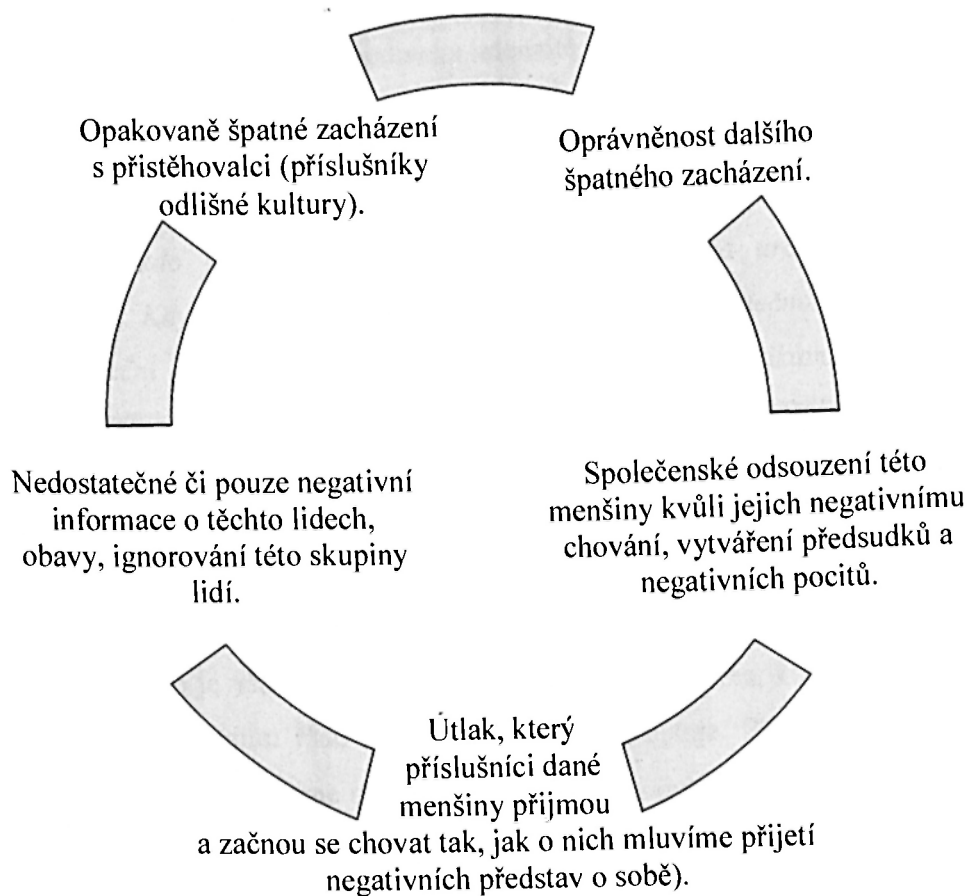 Opakovaně špatné zacházení
s přistěhovalci (příslušníky
odlišné kultury).
Oprávněnost dalšího
špatného zacházení.
Nedostatečné či pouze negativní
informace o těchto lidech,
obavy, ignorování této skupiny
lidí.
Společenské odsouzení této
menšiny kvůli jejich negativnímu
chování, vytváření předsudků a
negativních pocitů.
Útlak, který
příslušníci dané
menšiny přijmou
a začnou se chovat tak, jak o nich mluvíme přijetí
negativních představ o sobě).